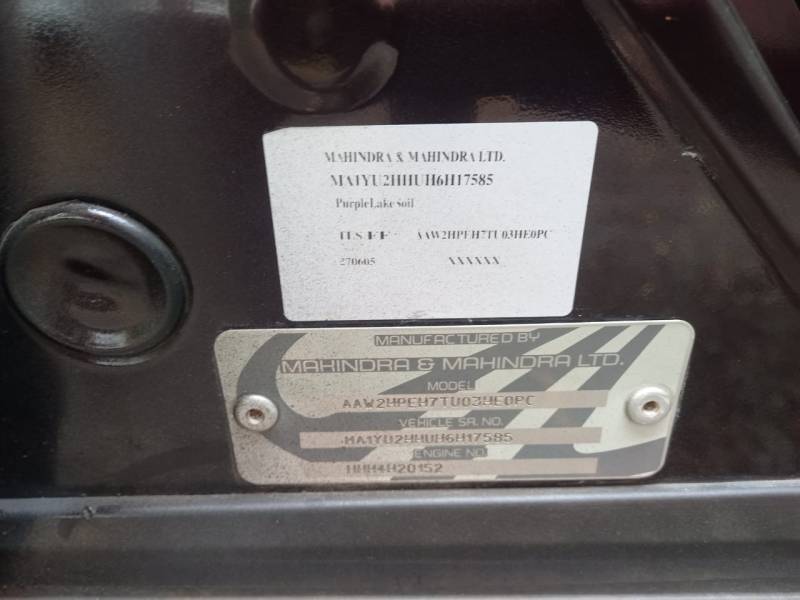 MAHINDRA & MAHINDRA LTD.
MA1YU2HHUH6H17585
PurpleLake Soil
AAW2HPEH7TU03HE0PC
270605 XXXXXX
MANUFACTURED BY
MAHINDRA & MAHINDRA LTD.
MODEL
AAW2HPEH7TU03HE0PC
VEHICLE SR. NO.
MA1YU2HHUH6H17585
ENGINE NO.
HHH4H20152